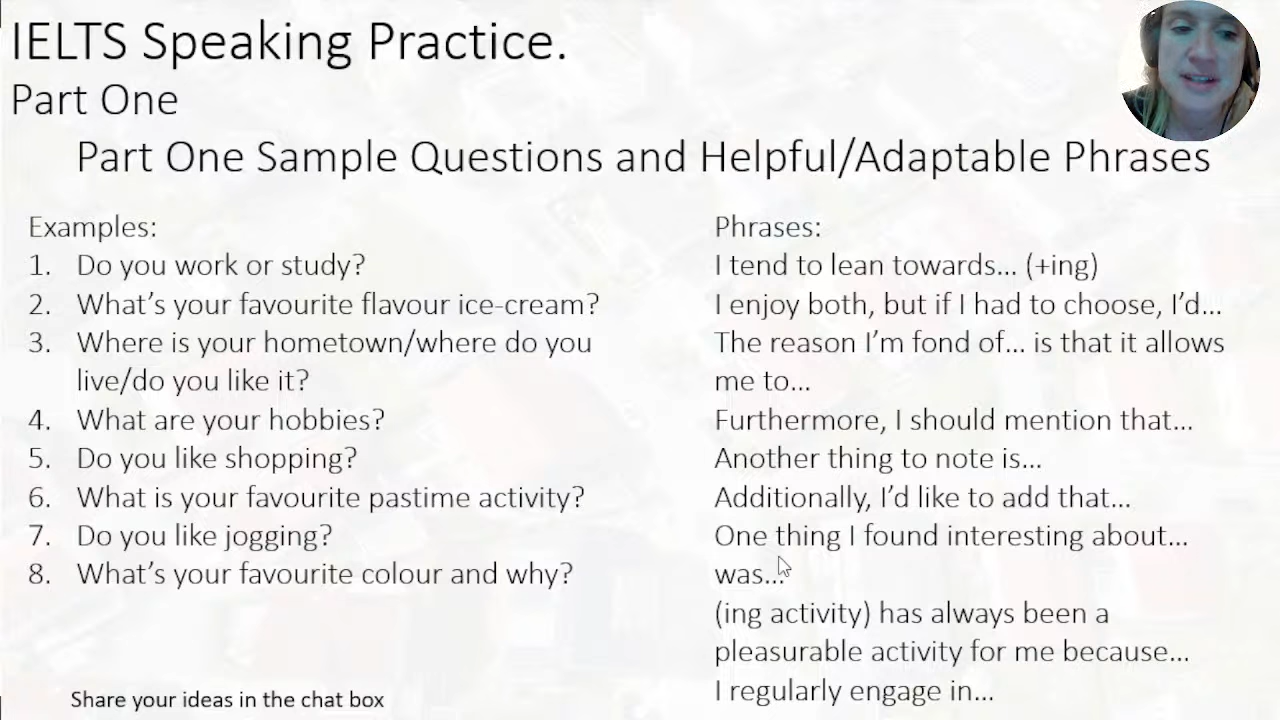 IELTS Speaking Practice.
Part One
Part One Sample Questions and Helpful/Adaptable Phrases
Examples:
1. Do you work or study?
2. What's your favourite flavour ice-cream?
3. Where is your hometown/where do you
live/do you like it?
4. What are your hobbies?
5. Do you like shopping?
6. What is your favourite pastime activity?
7. Do you like jogging?
8. What's your favourite colour and why?
Phrases:
I tend to lean towards... (+ing)
I enjoy both, but if I had to choose, I'd...
The reason I'm fond of... is that it allows
me to...
Furthermore, I should mention that...
Another thing to note is...
Additionally, I'd like to add that...
One thing I found interesting about...
was...
(ing activity) has always been a
pleasurable activity for me because...
I regularly engage in...
Share your ideas in the chat box